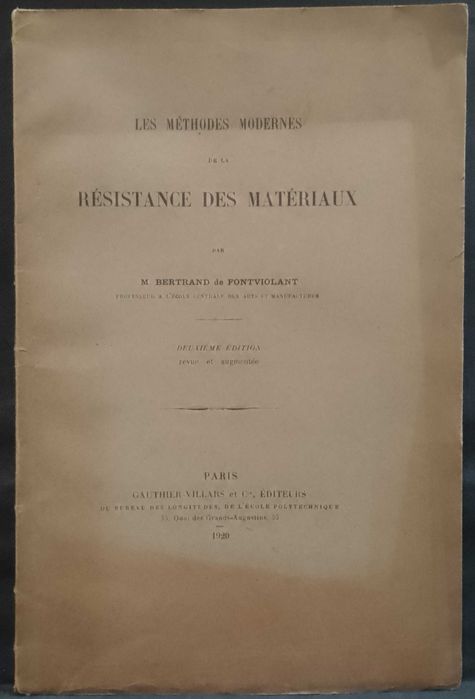 LES MÉTHODES MODERNES
DE LA
RÉSISTANCE DES MATÉRIAUX
PAR
M BERTRAND de FONTVIOLANT
PROFESSEUR A L'ÉCOLE CENTRALE DES ARTS ET MANUFACTURES
DEUXIÈME ÉDITION
revue et augmentée
PARIS
GAUTHIER-VILLARS et Cie, ÉDITEURS
DU BUREAU DES LONGITUDES, DE L'ÉCOLE POLYTECHNIQUE
55, Quai des Grands-Augustins, 55
1920